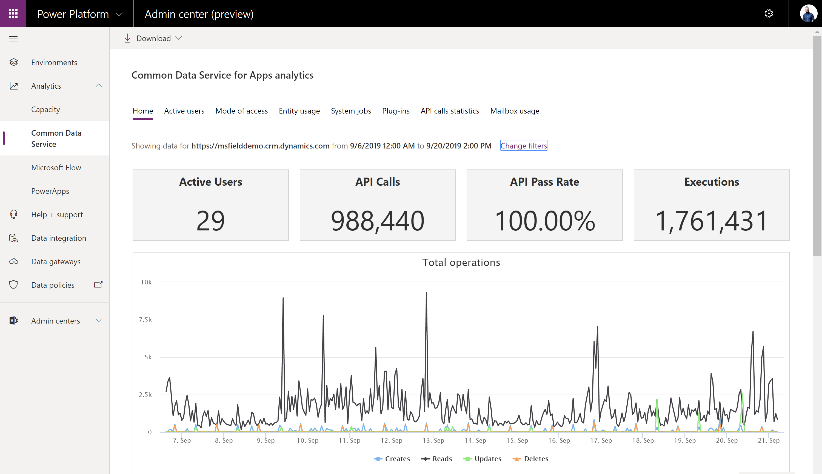 Power Platform
Admin center (preview)
Download
Environments
Analytics
Capacity
Common Data
Service
Microsoft Flow
PowerApps
Help + support
Data integration
Data gateways
Data policies
Admin centers
Common Data Service for Apps analytics
Home Active users Mode of access Entity usage System jobs Plug-ins API calls statistics Mailbox usage
Showing data for https://msfielddemo.crm.dynamics.com from 9/6/2019 12:00 AM to 9/20/2019 2:00 PM Change filters
Active Users API Calls API Pass Rate Executions
29 988,440 100.00% 1,761,431
Total operations
10k
7.5k
5k
2.5k
0
7. Sep 8. Sep 9. Sep 10. Sep 11. Sep 12. Sep 13. Sep 14. Sep 15. Sep 16. Sep 17. Sep 18. Sep 19. Sep 20. Sep 21. Sep
Creates Reads Updates Deletes